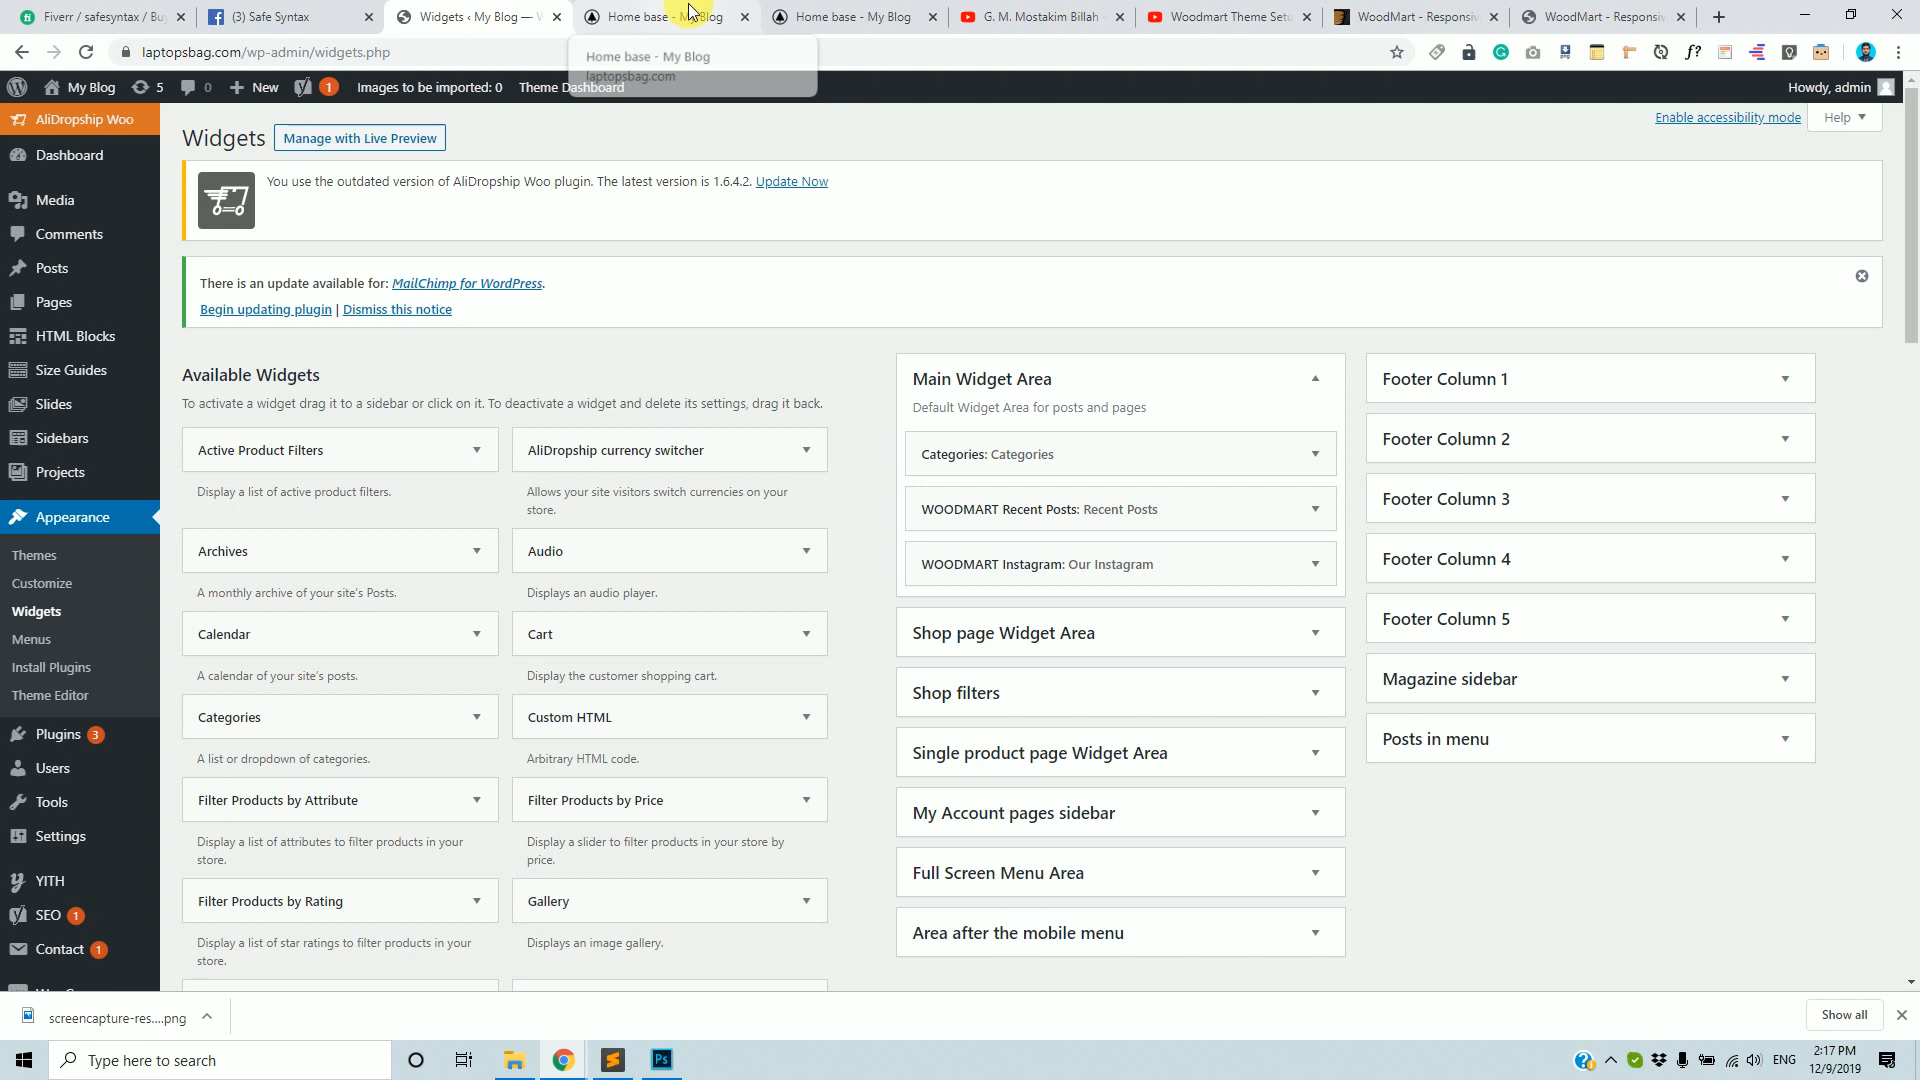 Fiverr / safesyntax / Bu
(3) Safe Syntax
Widgets ‹ My Blog — W
Home base - My Blog
Home base - My Blog
G. M. Mostakim Billah -
Woodmart Theme Setu
WoodMart - Responsiv
WoodMart - Responsiv
laptopsbag.com/wp-admin/widgets.php
Home base - My Blog
laptopsbag.com
My Blog
5
0
New
1
Images to be imported: 0
Theme Dashboard
Howdy, admin
AliDropship Woo
Dashboard
Media
Comments
Posts
Pages
HTML Blocks
Size Guides
Slides
Sidebars
Projects
Appearance
Themes
Customize
Widgets
Menus
Install Plugins
Theme Editor
Plugins 3
Users
Tools
Settings
YITH
SEO 1
Contact 1
Widgets
Manage with Live Preview
Enable accessibility mode
Help
You use the outdated version of AliDropship Woo plugin. The latest version is 1.6.4.2. Update Now
There is an update available for: MailChimp for WordPress.
Begin updating plugin | Dismiss this notice
Available Widgets
To activate a widget drag it to a sidebar or click on it. To deactivate a widget and delete its settings, drag it back.
Active Product Filters
Display a list of active product filters.
AliDropship currency switcher
Allows your site visitors switch currencies on your
store.
Archives
A monthly archive of your site's Posts.
Audio
Displays an audio player.
Calendar
A calendar of your site's posts.
Cart
Display the customer shopping cart.
Categories
A list or dropdown of categories.
Custom HTML
Arbitrary HTML code.
Filter Products by Attribute
Display a list of attributes to filter products in your
store.
Filter Products by Price
Display a slider to filter products in your store by
price.
Filter Products by Rating
Display a list of star ratings to filter products in your
store.
Gallery
Displays an image gallery.
Main Widget Area
Default Widget Area for posts and pages
Categories: Categories
WOODMART Recent Posts: Recent Posts
WOODMART Instagram: Our Instagram
Shop page Widget Area
Shop filters
Single product page Widget Area
My Account pages sidebar
Full Screen Menu Area
Area after the mobile menu
Footer Column 1
Footer Column 2
Footer Column 3
Footer Column 4
Footer Column 5
Magazine sidebar
Posts in menu
screencapture-res....png
Show all
Type here to search
Ps
ENG
2:17 PM
12/9/2019